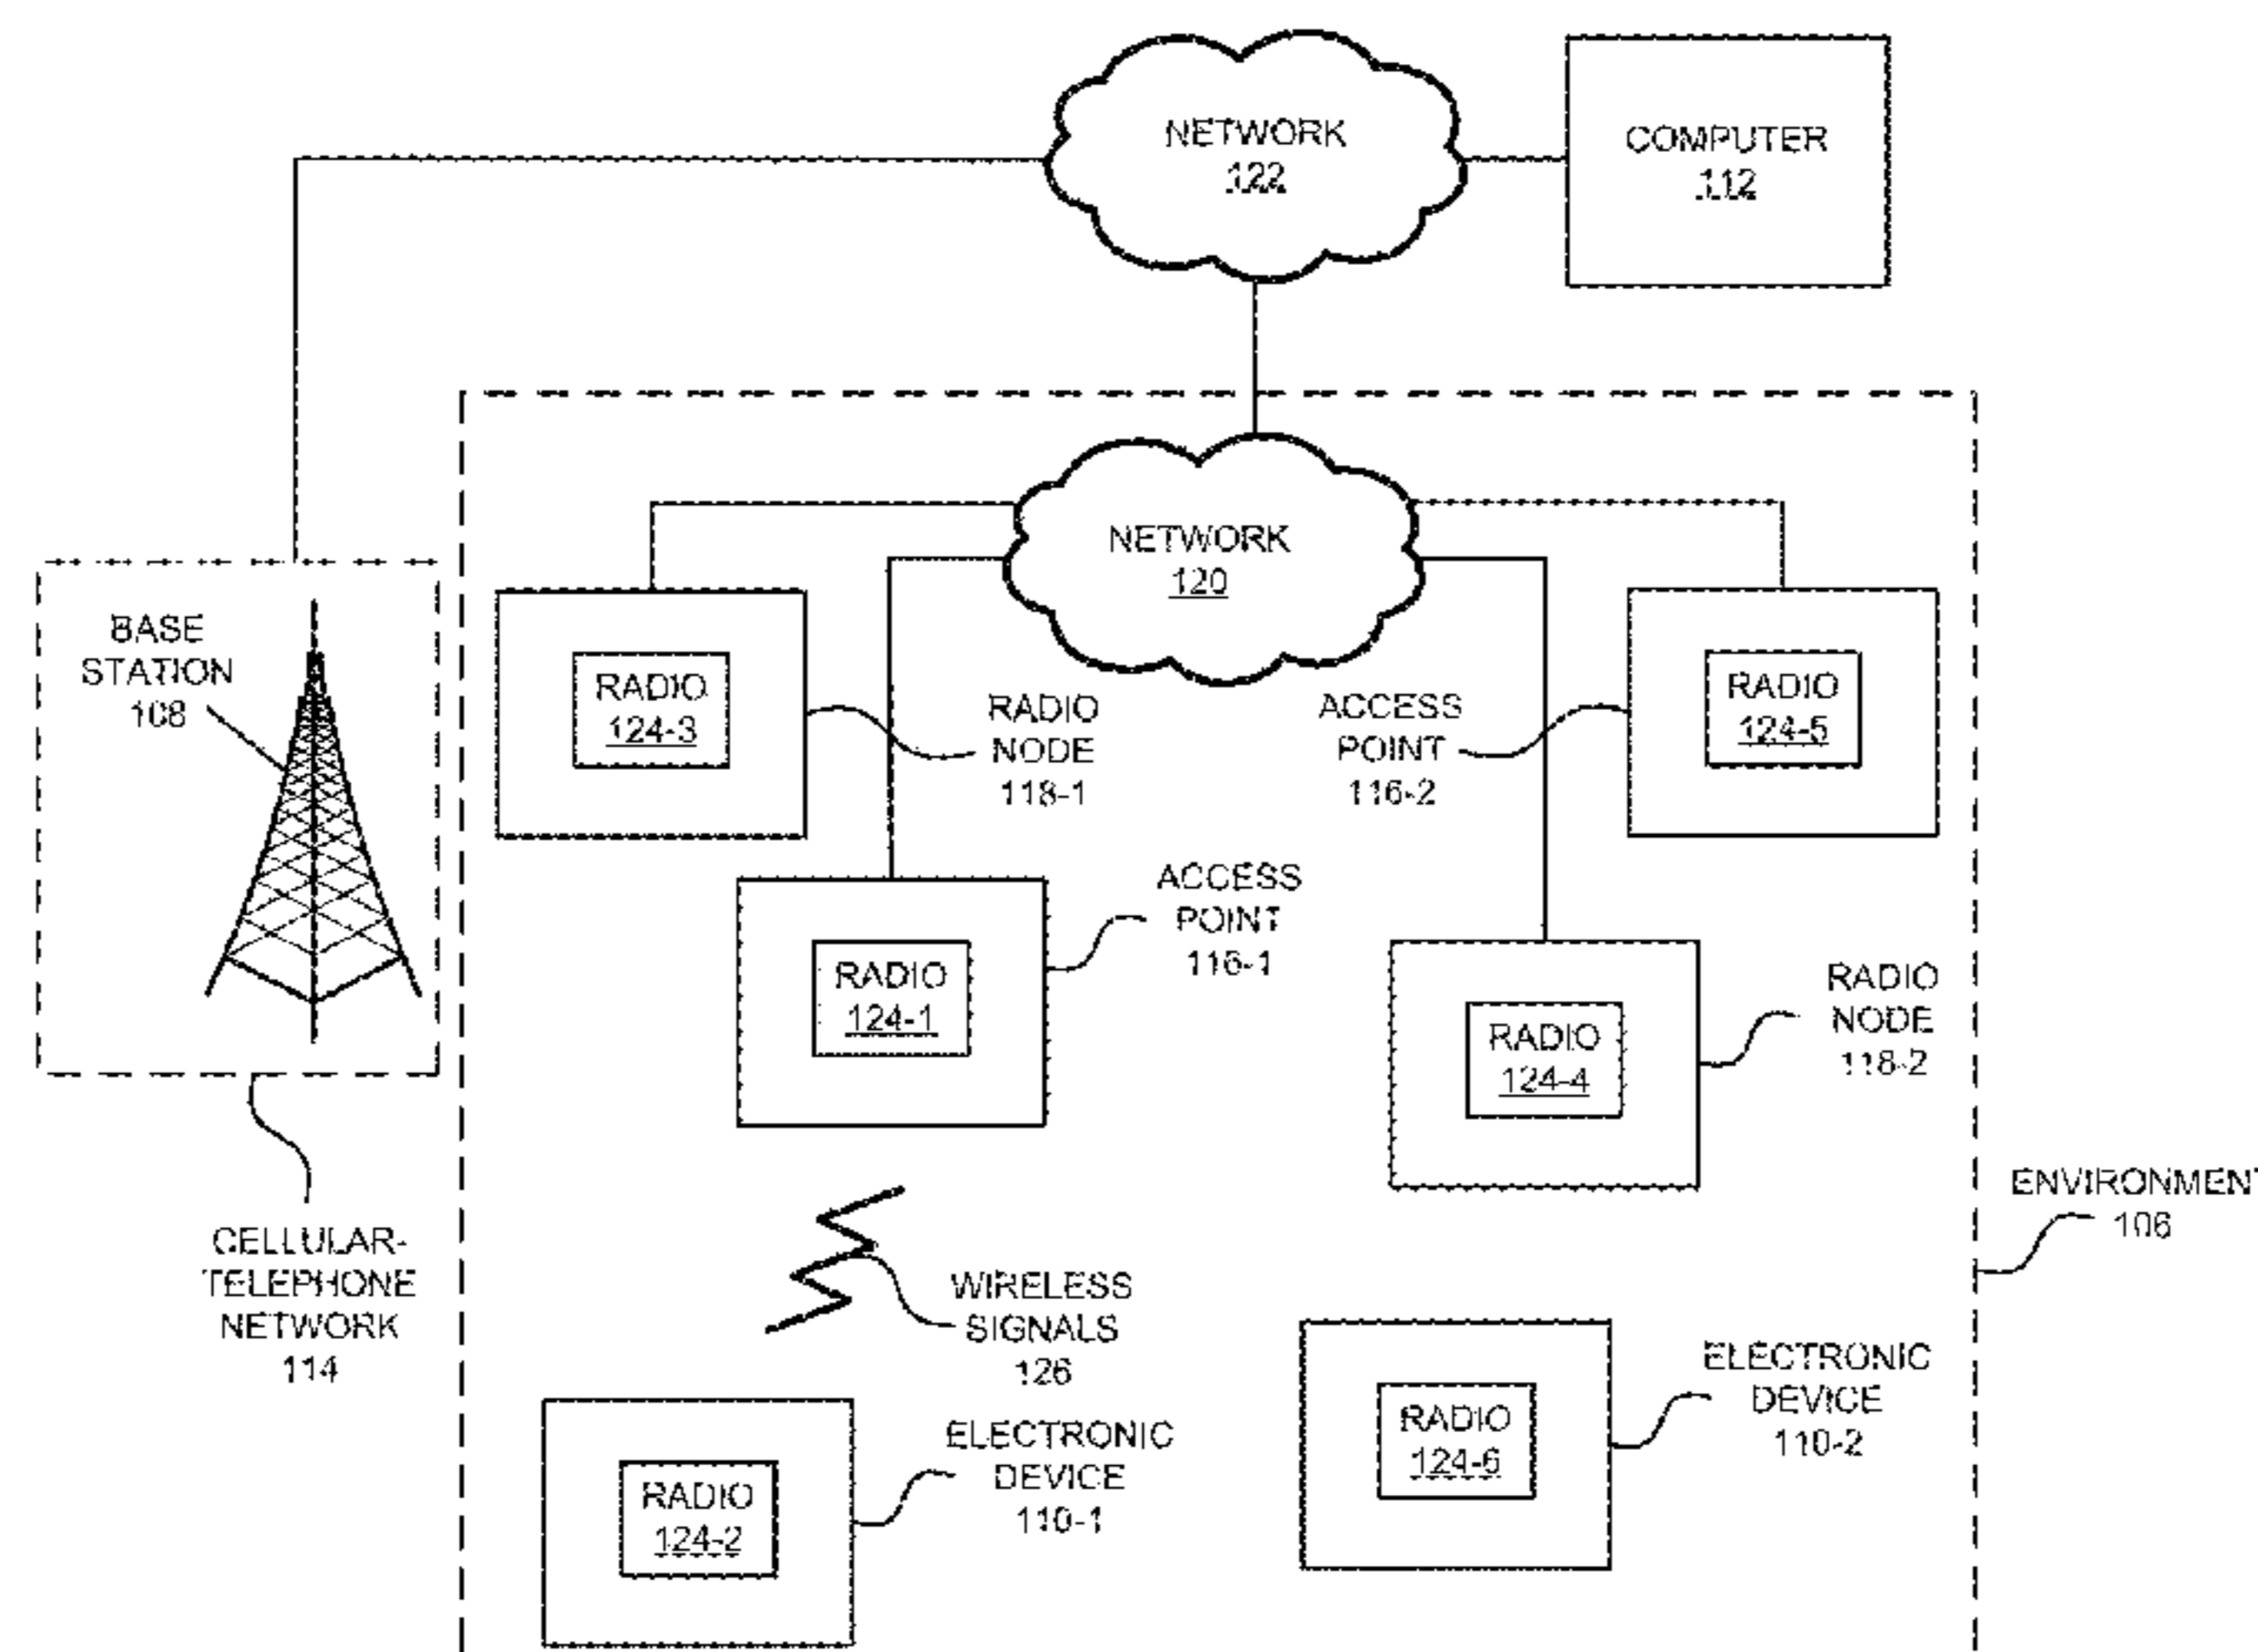 NETWORK
122
COMPUTER
112
NETWORK
120
BASE
STATION
108
RADIO
124-3
RADIO
NODE
118-1
ACCESS
POINT
116-2
RADIO
124-5
ACCESS
POINT
116-1
RADIO
124-1
RADIO
124-4
RADIO
NODE
118-2
ENVIRONMENT
106
CELLULAR-
TELEPHONE
NETWORK
114
WIRELESS
SIGNALS
126
ELECTRONIC
DEVICE
110-1
RADIO
124-2
RADIO
124-6
ELECTRONIC
DEVICE
110-2